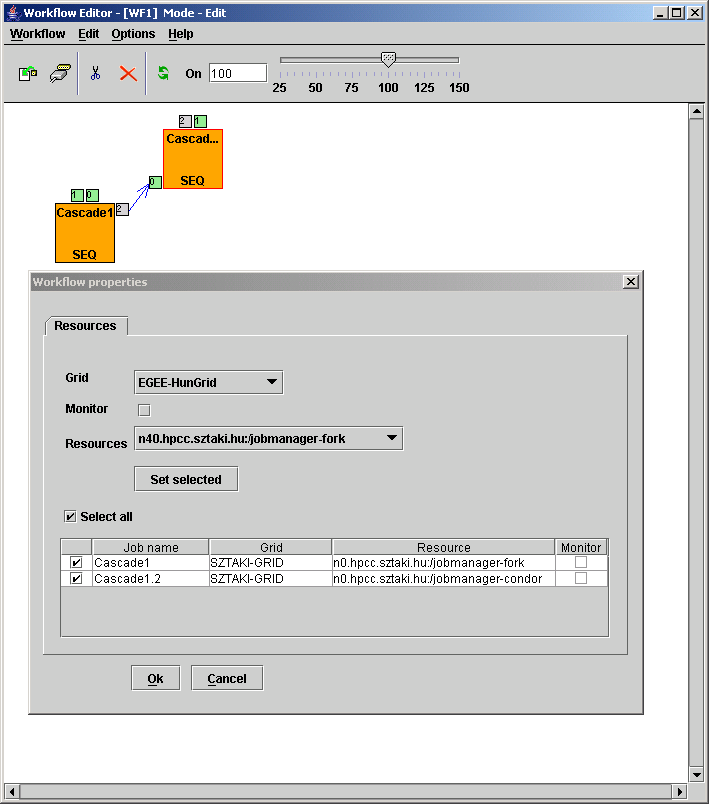 Workflow Editor - [WF1] Mode - Edit
Workflow Edit Options Help
On 100
25 50 75 100 125 150
2 1
Cascad...
SEQ
0
1 0
2
Cascade1
SEQ
Workflow properties
Resources
Grid EGEE-HunGrid
Monitor
Resources n40.hpcc.sztaki.hu:/jobmanager-fork
Set selected
Select all
Job name Grid Resource Monitor
Cascade1 SZTAKI-GRID n0.hpcc.sztaki.hu:/jobmanager-fork
Cascade1.2 SZTAKI-GRID n0.hpcc.sztaki.hu:/jobmanager-condor
Ok Cancel